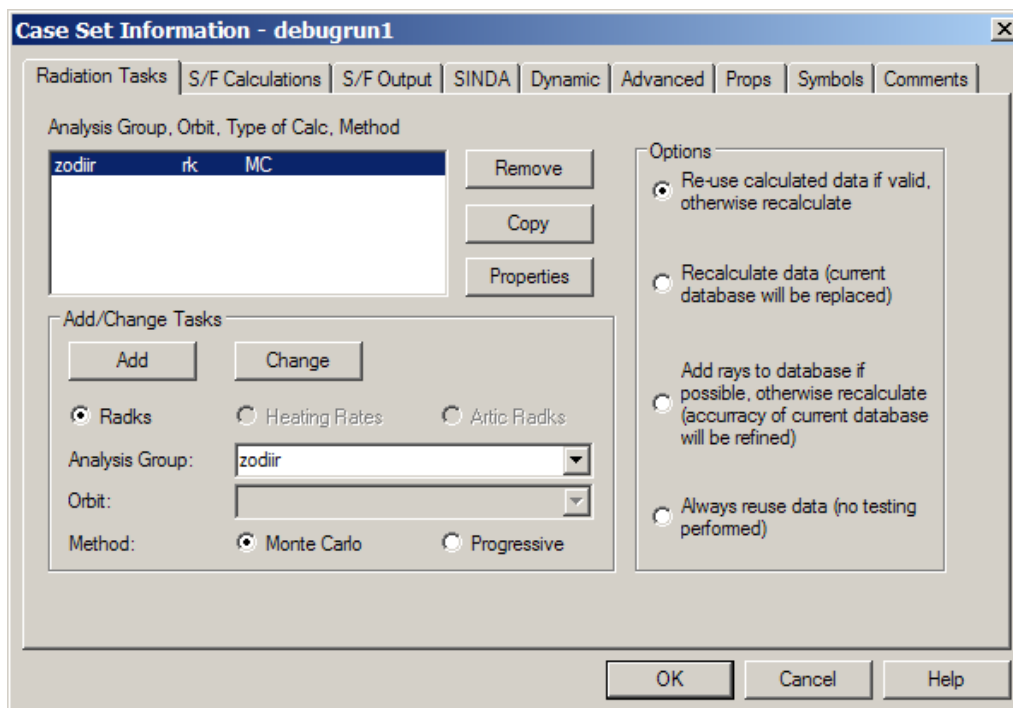 Case Set Information - debugrun1
Radiation Tasks
S/F Calculations
S/F Output
SINDA
Dynamic
Advanced
Props
Symbols
Comments
Analysis Group, Orbit, Type of Calc, Method
zodiir rk MC
Remove
Copy
Properties
Add/Change Tasks
Add
Change
Radks
Heating Rates
Artic Radks
Analysis Group:
zodiir
Orbit:
Method:
Monte Carlo
Progressive
Options
Re-use calculated data if valid,
otherwise recalculate
Recalculate data (current
database will be replaced)
Add rays to database if
possible, otherwise recalculate
(accurracy of current database
will be refined)
Always reuse data (no testing
performed)
OK
Cancel
Help